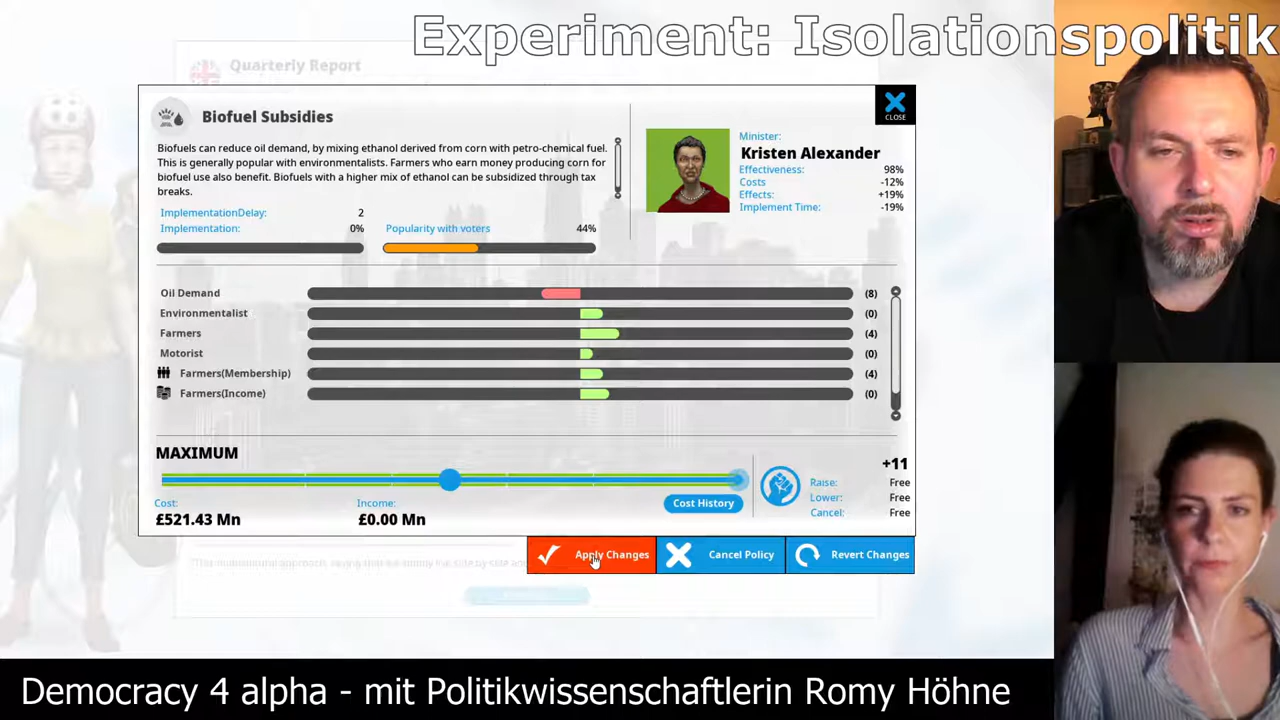 Experiment: Isolationspolitik
Quarterly Report
CLOSE
Biofuel Subsidies
Biofuels can reduce oil demand, by mixing ethanol derived from corn with petro-chemical fuel.
This is generally popular with environmentalists. Farmers who earn money producing corn for
biofuel use also benefit. Biofuels with a higher mix of ethanol can be subsidized through tax
breaks.
Minister:
Kristen Alexander
Effectiveness: 98%
Costs -12%
Effects: +19%
Implement Time: -19%
ImplementationDelay: 2
Implementation: 0%
Popularity with voters 44%
Oil Demand (8)
Environmentalist (0)
Farmers (4)
Motorist (0)
Farmers(Membership) (4)
Farmers(Income) (0)
MAXIMUM
Cost:
£521.43 Mn
Income:
£0.00 Mn
Cost History
+11
Raise: Free
Lower: Free
Cancel: Free
Apply Changes
Cancel Policy
Revert Changes
Democracy 4 alpha - mit Politikwissenschaftlerin Romy Höhne